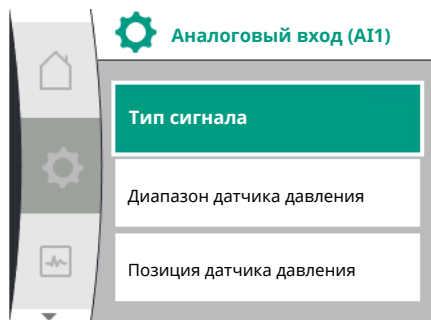 Аналоговый вход (AI1)
Тип сигнала
Диапазон датчика давления
Позиция датчика давления